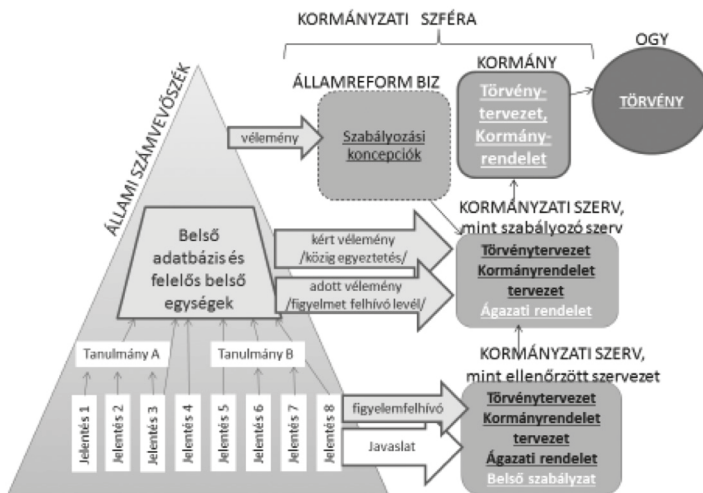 KORMÁNYZATI SZFÉRA
OGY
KORMÁNY
ÁLLAMREFORM BIZ
Törvény-
tervezet,
Kormány-
rendelet
TÖRVÉNY
ÁLLAMI SZÁMVEVŐSZÉK
vélemény
Szabályozási
koncepciók
KORMÁNYZATI SZERV,
mint szabályozó szerv
Belső
adatbázis és
felelős belső
egységek
kért vélemény
/közig egyeztetés/
adott vélemény
/figyelmet felhívó levél/
Törvénytervezet
Kormányrendelet
tervezet
Ágazati rendelet
Tanulmány A
Tanulmány B
KORMÁNYZATI SZERV,
mint ellenőrzött szervezet
Jelentés 1
Jelentés 2
Jelentés 3
Jelentés 4
Jelentés 5
Jelentés 6
Jelentés 7
Jelentés 8
figyelemfelhívó
Javaslat
Törvénytervezet
Kormányrendelet
tervezet
Ágazati rendelet
Belső szabályzat